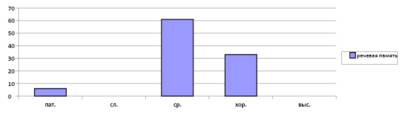 70
60
50
40
30
20
10
0
пат.
сл.
ср.
хор.
выс.
речевая память